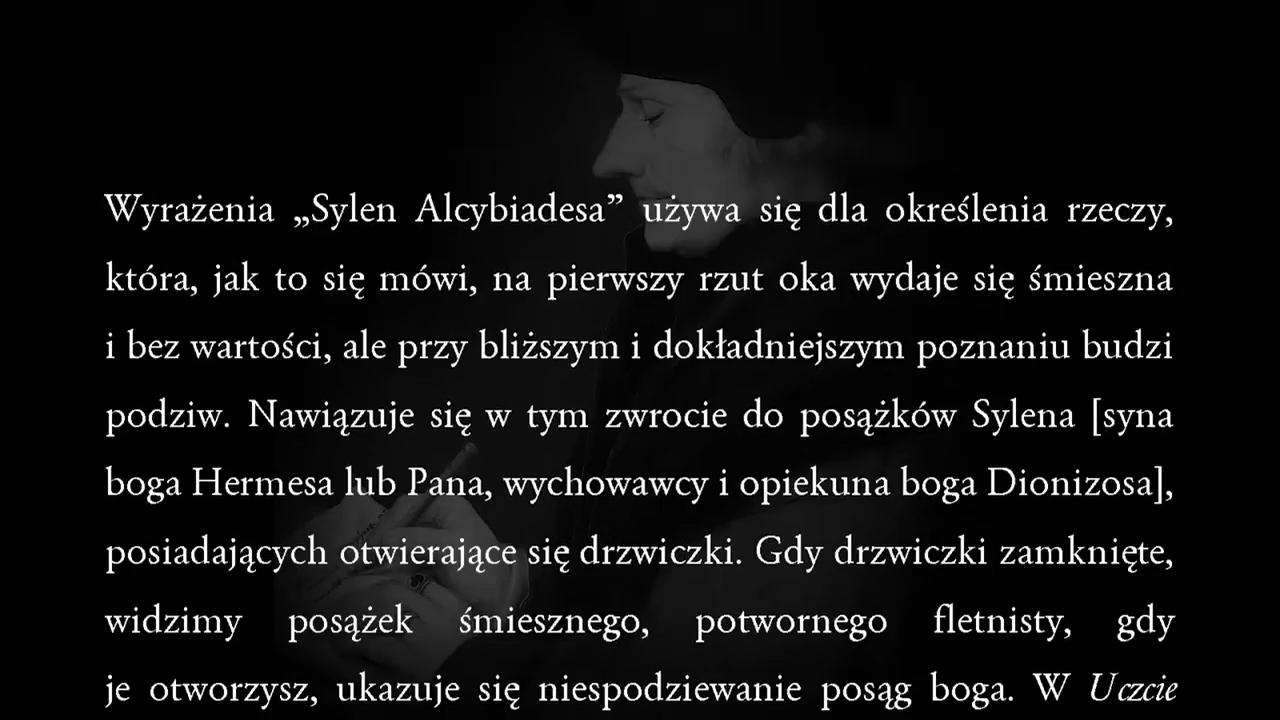 Wyrażenia „Sylen Alcybiadesa” używa się dla określenia rzeczy,
która, jak to się mówi, na pierwszy rzut oka wydaje się śmieszna
i bez wartości, ale przy bliższym i dokładniejszym poznaniu budzi
podziw. Nawiązuje się w tym zwrocie do posążków Sylena [syna
boga Hermesa lub Pana, wychowawcy i opiekuna boga Dionizosa],
posiadających otwierające się drzwiczki. Gdy drzwiczki zamknięte,
widzimy posążek śmiesznego, potwornego fletnisty, gdy
je otworzysz, ukazuje się niespodziewanie posąg boga. W Uczcie